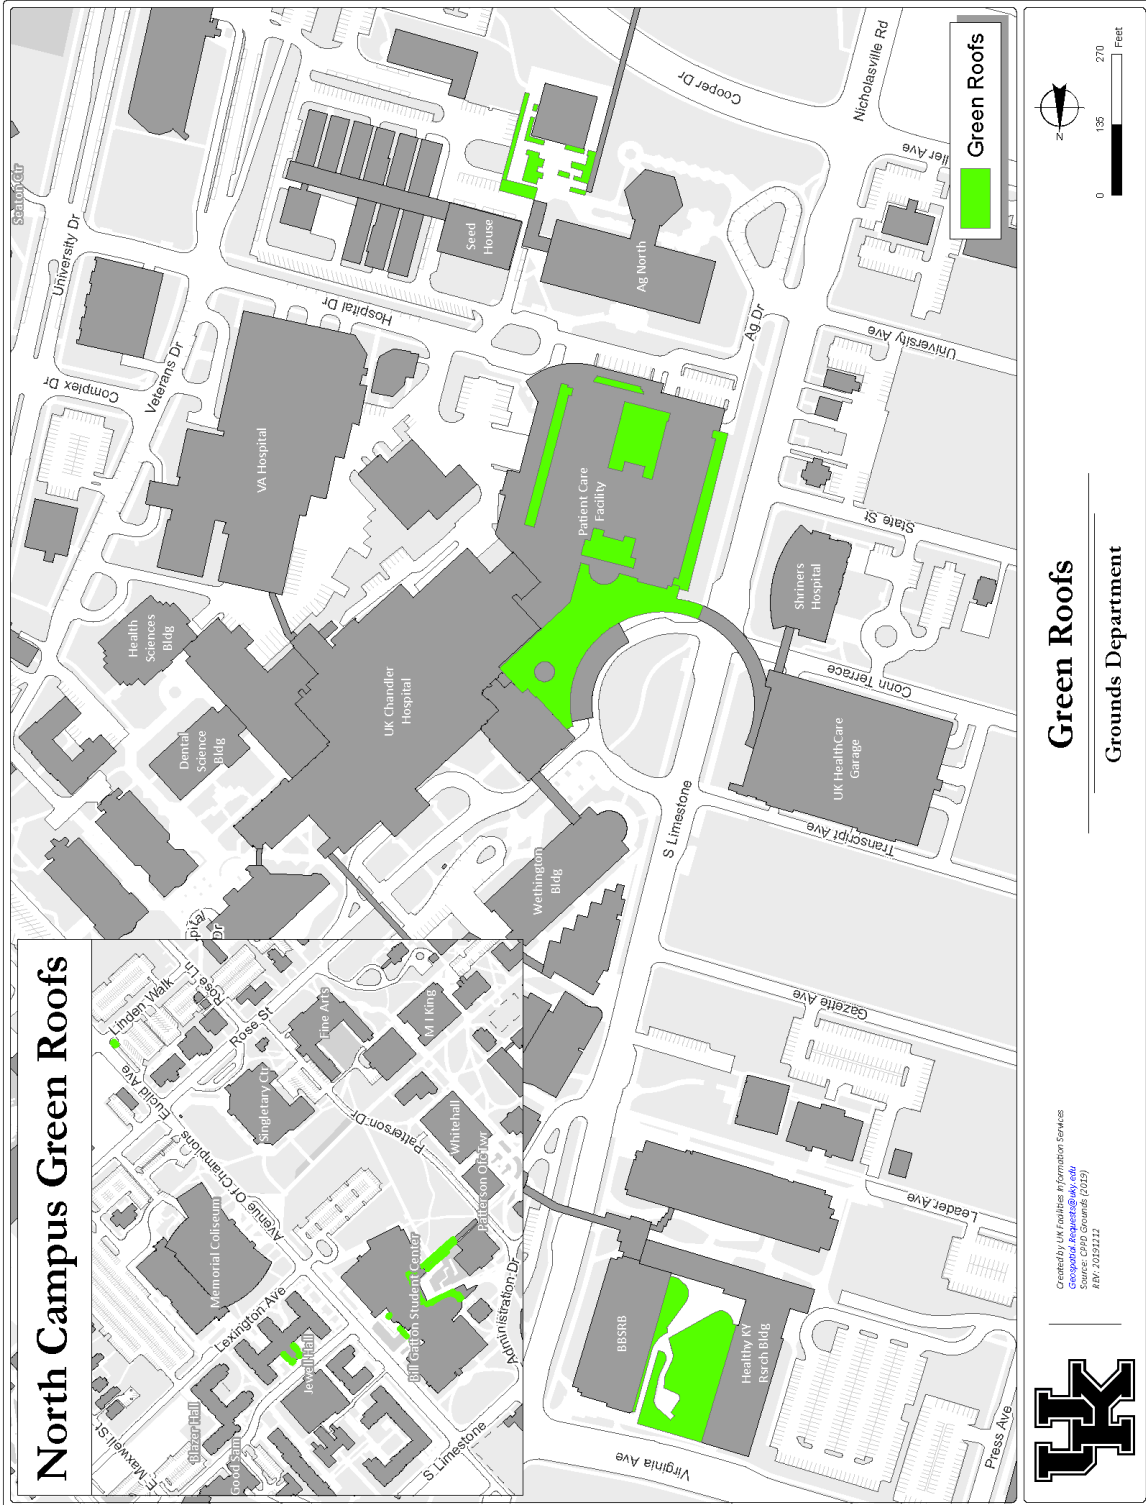 North Campus Green Roofs
Linden Walk
Rose Ln
Rose St
Euclid Ave
Fine Arts
M I King
Singletary Ctr
Patterson Dr
Whitehall
Patterson Ofc Twr
Avenue Of Champions
Memorial Coliseum
Lexington Ave
Jewell Hall
Bill Gatton Student Center
Administration Dr
Blazer Hall
Good Sam
E Maxwell St
S Limestone
Seaton Ctr
University Dr
Complex Dr
Veterans Dr
Hospital Dr
VA Hospital
Health
Sciences
Bldg
Dental
Science
Bldg
UK Chandler
Hospital
Seed
House
Ag North
Cooper Dr
Nicholasville Rd
Ag Dr
University Ave
State St
Patient Care
Facility
Shriners
Hospital
Conn Terrace
UK HealthCare
Garage
Transcript Ave
S Limestone
Wethington
Bldg
Gazette Ave
Leader Ave
BBSRB
Healthy KY
Rsrch Bldg
Virginia Ave
Press Ave
Green Roofs
N
0 135 270
Feet
Green Roofs
Grounds Department
Created by UK Facilities Information Services
Geospatial.Requests@uky.edu
Source: CPPD Grounds (2019)
REV: 20191212
UK